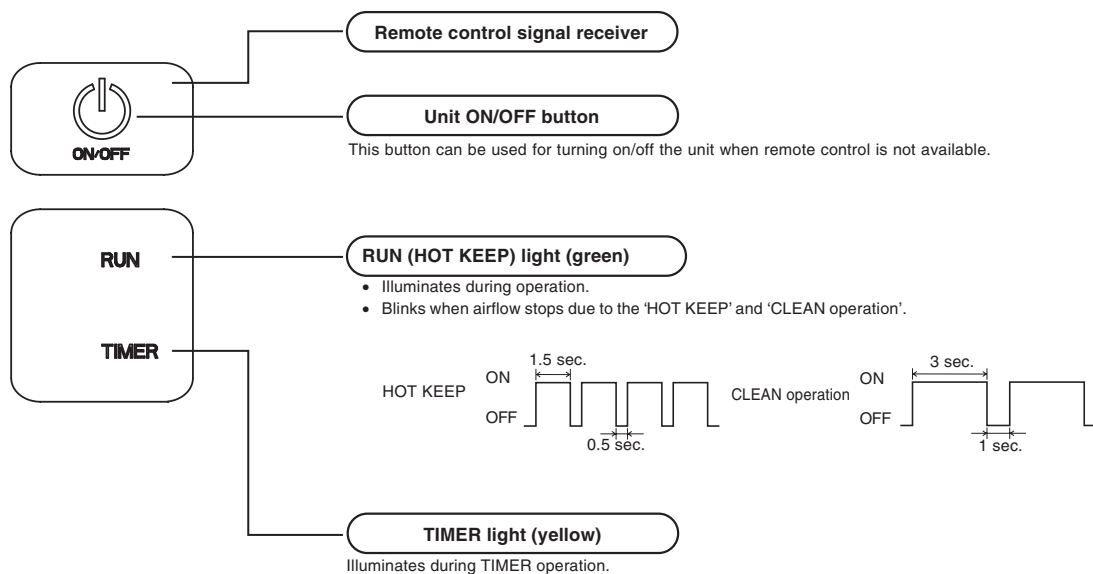 Remote control signal receiver
Unit ON/OFF button
ON/OFF
This button can be used for turning on/off the unit when remote control is not available.
RUN
RUN (HOT KEEP) light (green)
• Illuminates during operation.
• Blinks when airflow stops due to the ‘HOT KEEP’ and ‘CLEAN operation’.
TIMER
1.5 sec.
3 sec.
HOT KEEP
ON
OFF
CLEAN operation
ON
OFF
0.5 sec.
1 sec.
TIMER light (yellow)
Illuminates during TIMER operation.